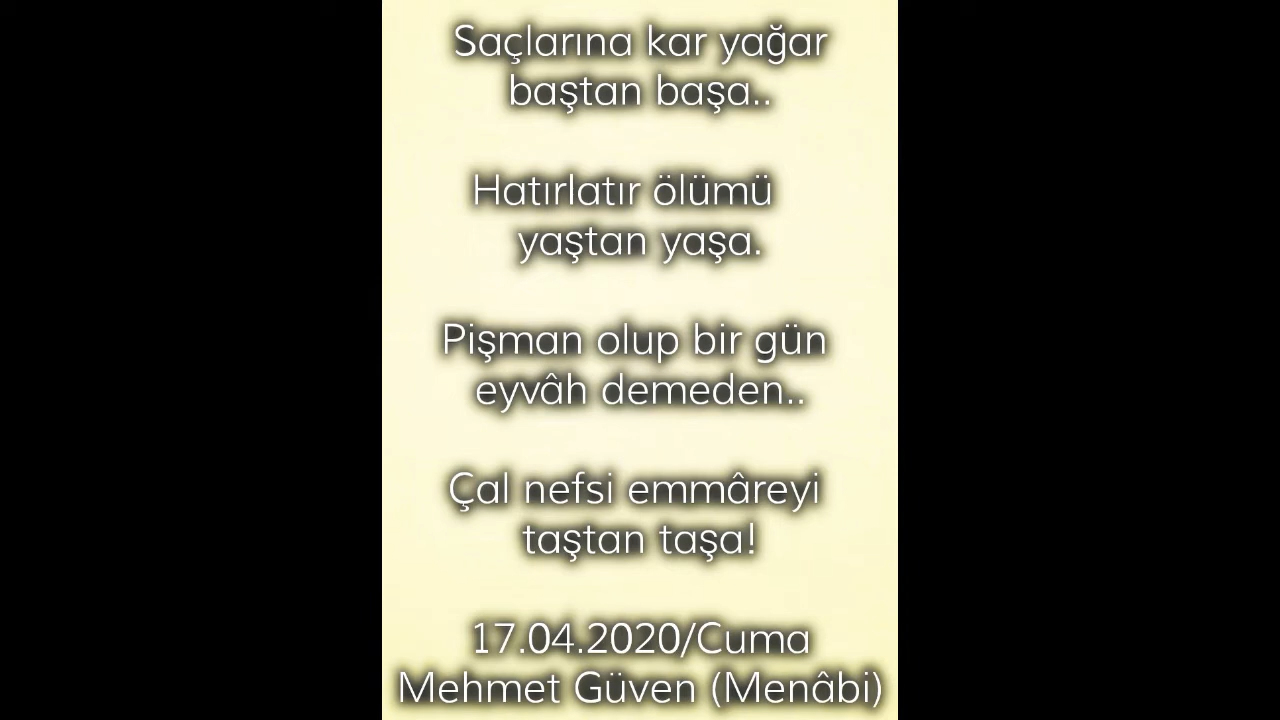 Saçlarına kar yağar
baştan başa..
Hatırlatır ölümü
yaştan yaşa.
Pişman olup bir gün
eyvâh demeden..
Çal nefsi emmâreyi
taştan taşa!
17.04.2020/Cuma
Mehmet Güven (Menâbi)